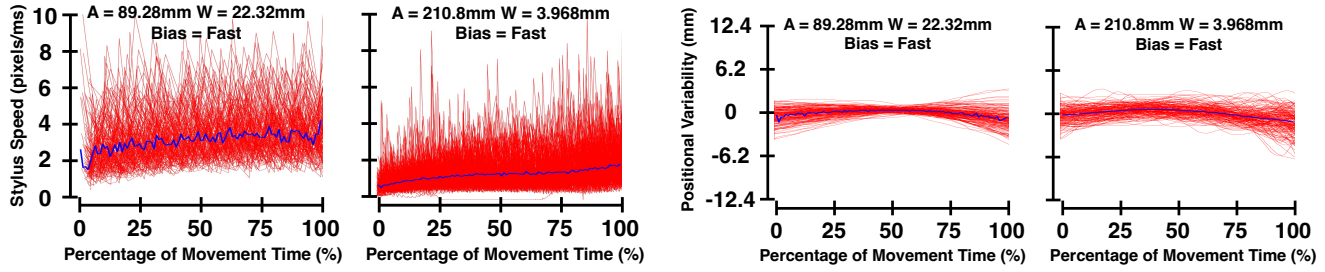 A = 89.28mm W = 22.32mm
Bias = Fast
Stylus Speed (pixels/ms)
10
8
6
4
2
0
0 25 50 75 100
Percentage of Movement Time (%)
A = 210.8mm W = 3.968mm
Bias = Fast
0 25 50 75 100
Percentage of Movement Time (%)
A = 89.28mm W = 22.32mm
Bias = Fast
Positional Variability (mm)
12.4
6.2
0
-6.2
-12.4
0 25 50 75 100
Percentage of Movement Time (%)
A = 210.8mm W = 3.968mm
Bias = Fast
0 25 50 75 100
Percentage of Movement Time (%)